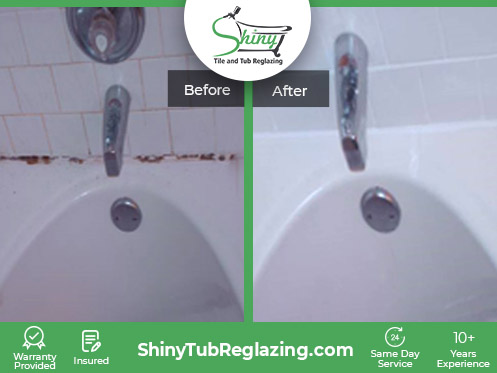 Shiny
Tile and Tub Reglazing
Before
After
Warranty
Provided
Insured
ShinyTubReglazing.com
24
Same Day
Service
10+
Years
Experience